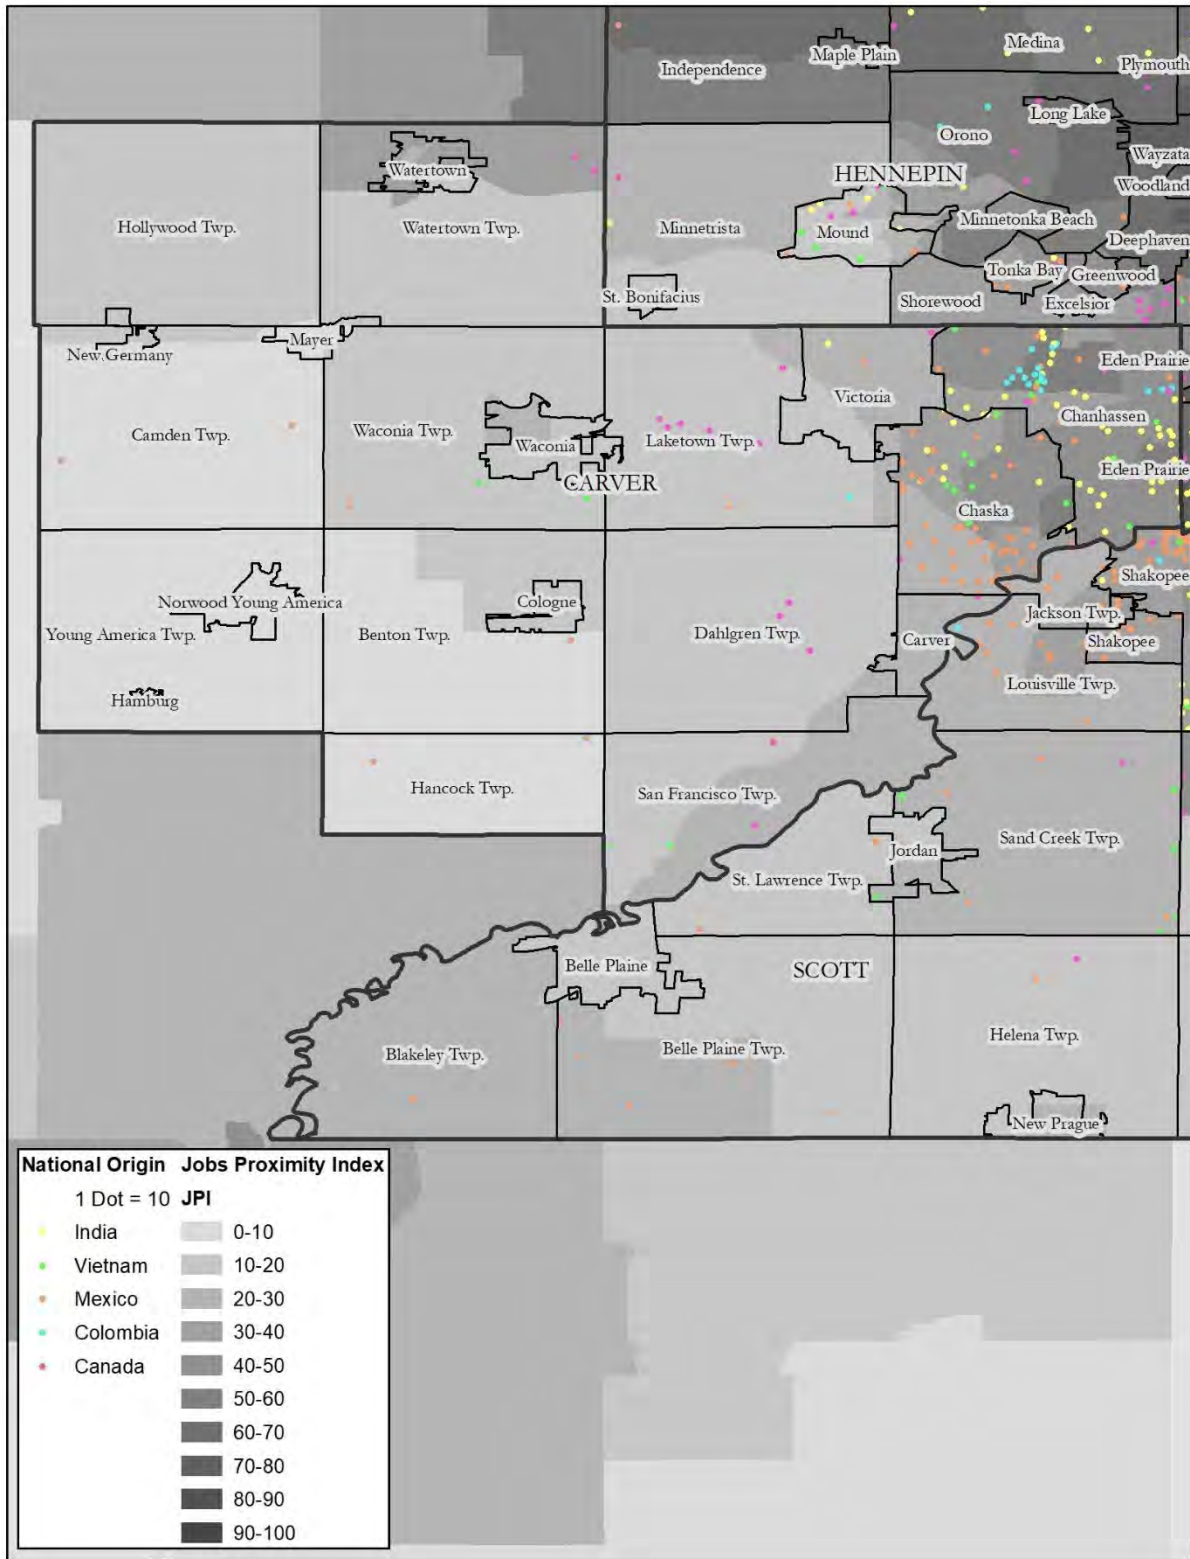 Medina
Maple Plain
Plymouth
Independence
Long Lake
Orono
Wayzata
Watertown
HENNEPIN
Woodland
Hollywood Twp.
Watertown Twp.
Minnetrista
Mound
Minnetonka Beach
Deephaven
Tonka Bay
Greenwood
St. Bonifacius
Shorewood
Excelsior
Mayer
New Germany
Eden Prairie
Victoria
Chanhassen
Camden Twp.
Waconia Twp.
Waconia
Laketown Twp.
Eden Prairie
CARVER
Chaska
Shakopee
Norwood Young America
Cologne
Jackson Twp.
Young America Twp.
Benton Twp.
Dahlgren Twp.
Carver
Shakopee
Louisville Twp.
Hamburg
Hancock Twp.
San Francisco Twp.
Sand Creek Twp.
Jordan
St. Lawrence Twp.
Belle Plaine
SCOTT
Helena Twp.
Blakeley Twp.
Belle Plaine Twp.
New Prague
National Origin Jobs Proximity Index
1 Dot = 10 JPI
India 0-10
Vietnam 10-20
Mexico 20-30
Colombia 30-40
Canada 40-50
50-60
60-70
70-80
80-90
90-100